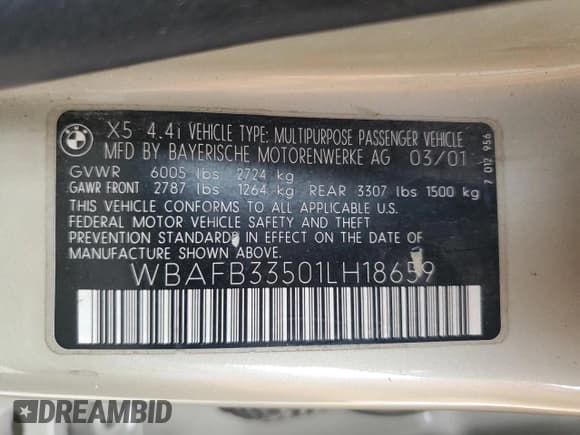 BMW
X5 4.4i VEHICLE TYPE: MULTIPURPOSE PASSENGER VEHICLE
MFD BY BAYERISCHE MOTORENWERKE AG 03/01
GVWR 6005 lbs 2724 kg
GAWR FRONT 2787 lbs 1264 kg REAR 3307 lbs 1500 kg
THIS VEHICLE CONFORMS TO ALL APPLICABLE U.S.
FEDERAL MOTOR VEHICLE SAFETY AND THEFT
PREVENTION STANDARDS IN EFFECT ON THE DATE OF
MANUFACTURE SHOWN ABOVE.
WBAFB33501LH18659
7 012 956
DREAMBID